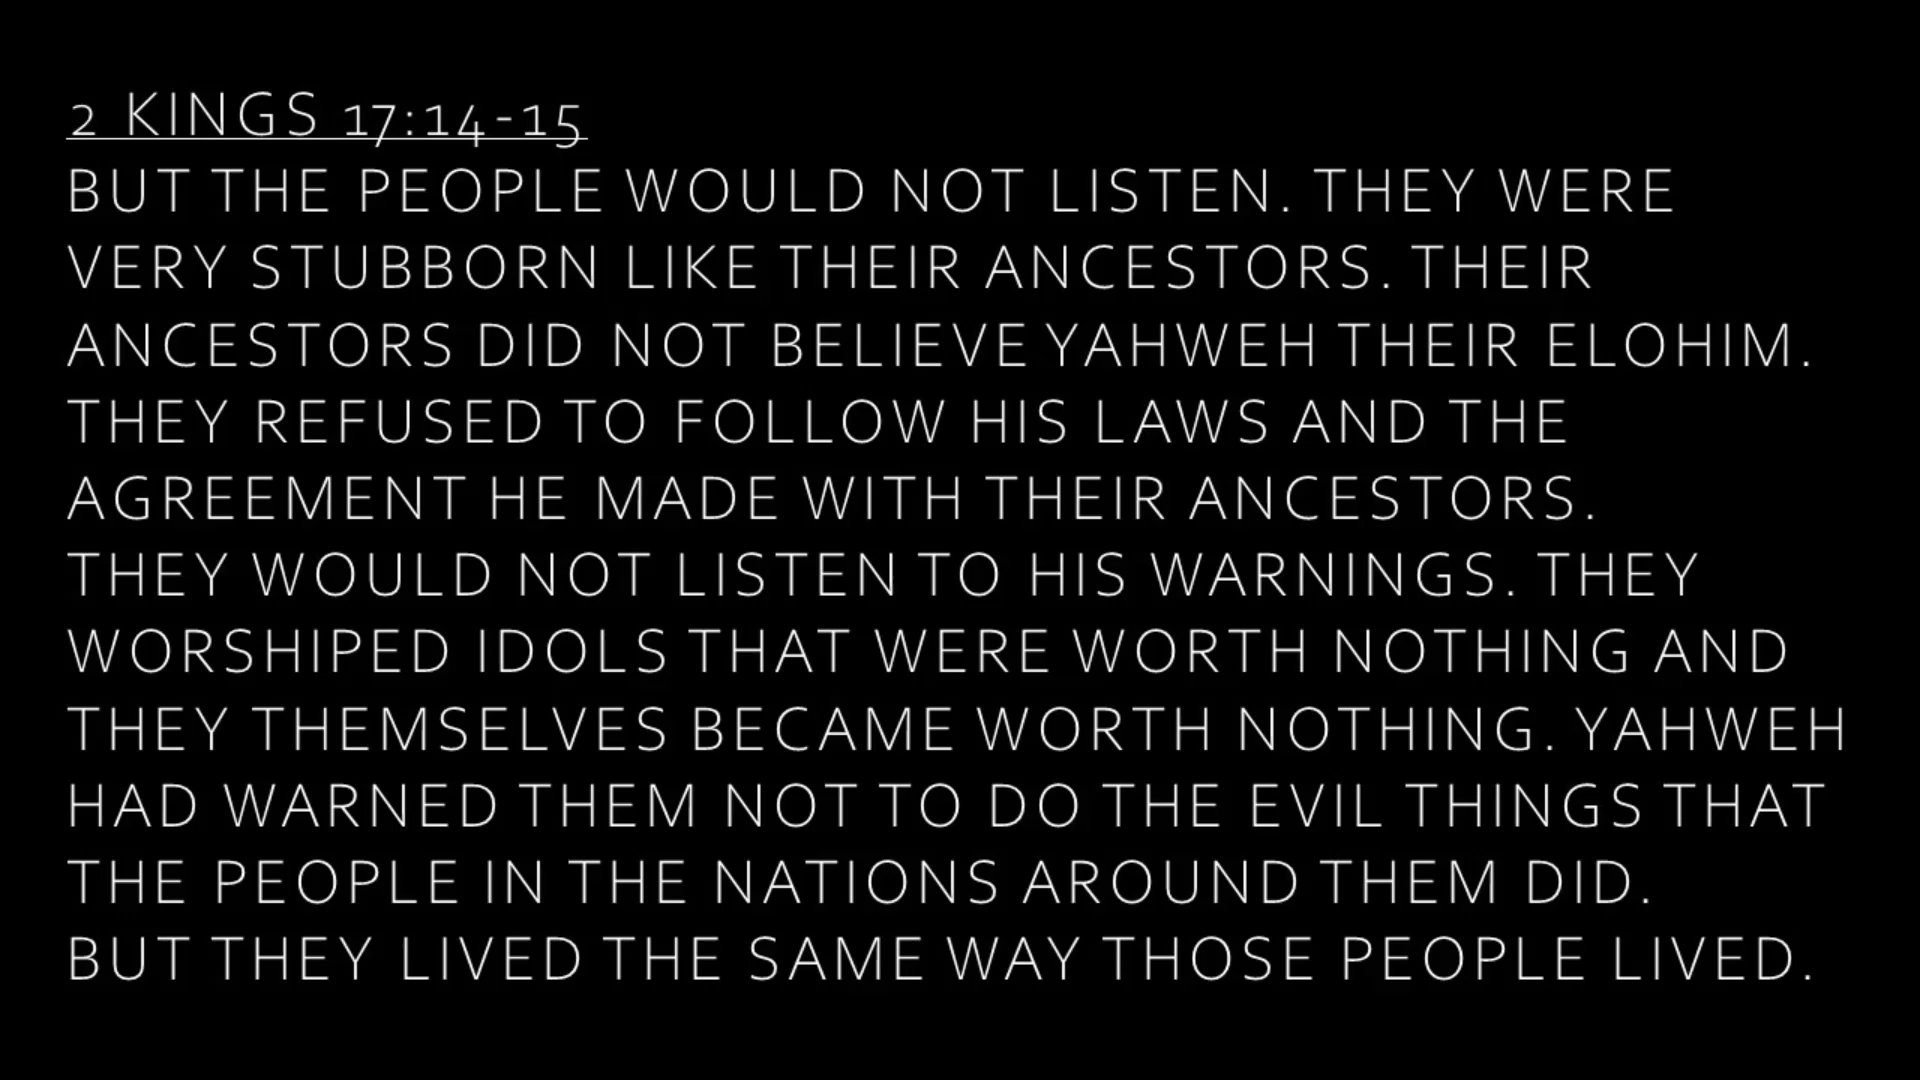 2 KINGS 17:14-15
BUT THE PEOPLE WOULD NOT LISTEN. THEY WERE
VERY STUBBORN LIKE THEIR ANCESTORS. THEIR
ANCESTORS DID NOT BELIEVE YAHWEH THEIR ELOHIM.
THEY REFUSED TO FOLLOW HIS LAWS AND THE
AGREEMENT HE MADE WITH THEIR ANCESTORS.
THEY WOULD NOT LISTEN TO HIS WARNINGS. THEY
WORSHIPED IDOLS THAT WERE WORTH NOTHING AND
THEY THEMSELVES BECAME WORTH NOTHING. YAHWEH
HAD WARNED THEM NOT TO DO THE EVIL THINGS THAT
THE PEOPLE IN THE NATIONS AROUND THEM DID.
BUT THEY LIVED THE SAME WAY THOSE PEOPLE LIVED.